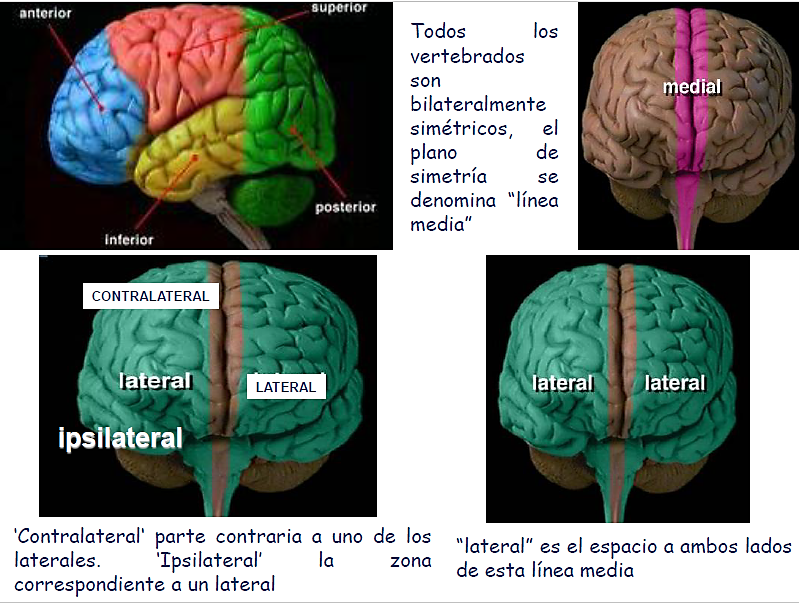 anterior
superior
posterior
inferior
Todos los
vertebrados
son
bilateralmente
simétricos, el
plano de
simetría se
denomina “línea
media”
medial
CONTRALATERAL
lateral
LATERAL
ipsilateral
lateral
lateral
‘Contralateral‘ parte contraria a uno de los
laterales. ‘Ipsilateral’ la zona
correspondiente a un lateral
“lateral” es el espacio a ambos lados
de esta línea media